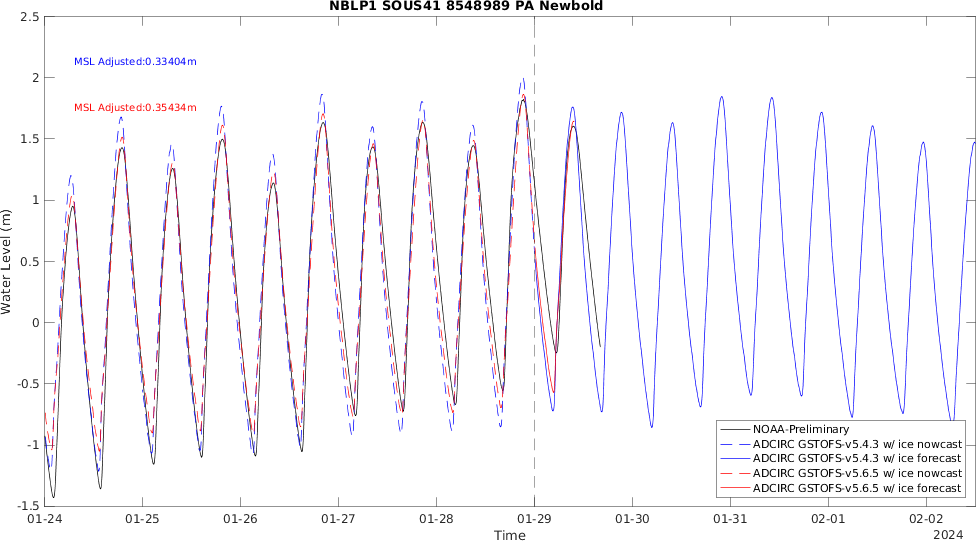 NBLP1 SOUS41 8548989 PA Newbold
2.5
2
1.5
1
0.5
0
-0.5
-1
-1.5
Water Level (m)
MSL Adjusted:0.33404m
MSL Adjusted:0.35434m
NOAA-Preliminary
ADCIRC GSTOFS-v5.4.3 w/ ice nowcast
ADCIRC GSTOFS-v5.4.3 w/ ice forecast
ADCIRC GSTOFS-v5.6.5 w/ ice nowcast
ADCIRC GSTOFS-v5.6.5 w/ ice forecast
01-24 01-25 01-26 01-27 01-28 01-29 01-30 01-31 02-01 02-02
Time
2024